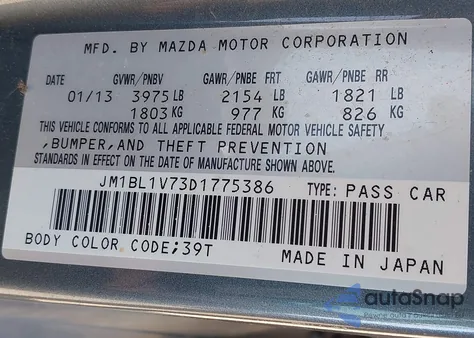 MFD. BY MAZDA MOTOR CORPORATION
DATE GVWR/PNBV GAWR/PNBE FRT GAWR/PNBE RR
01/13 3975 LB 2154 LB 1821 LB
1803 KG 977 KG 826 KG
THIS VEHICLE CONFORMS TO ALL APPLICABLE FEDERAL MOTOR VEHICLE SAFETY
,BUMPER,AND THEFT PREVENTION
STANDARDS IN EFFECT ON THE DATE OF MANUFACTURE SHOWN ABOVE.
JM1BL1V73D1775386 TYPE: PASS CAR
BODY COLOR CODE;39T MADE IN JAPAN
autoSnap